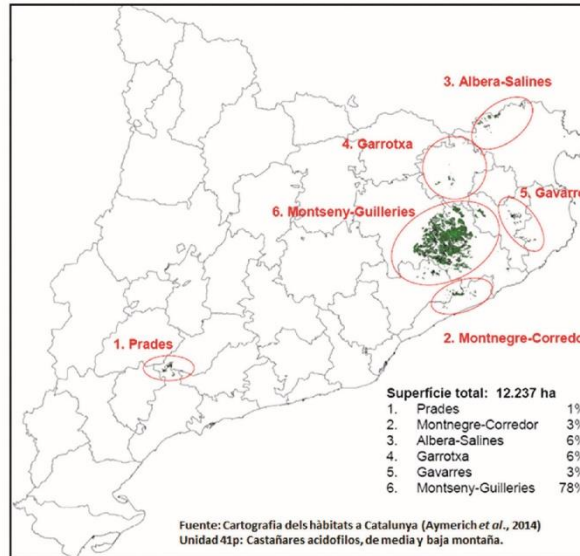 3. Albera-Salines
4. Garrotxa
5. Gavarre
6. Montseny-Guilleries
1. Prades
2. Montnegre-Corredo
Superfície total: 12.237 ha
1. Prades 1%
2. Montnegre-Corredor 3%
3. Albera-Salines 6%
4. Garrotxa 6%
5. Gavarres 3%
6. Montseny-Guilleries 78%
Fuente: Cartografia dels hàbitats a Catalunya (Aymerich et al., 2014)
Unidad 41p: Castañares acidofilos, de media y baja montaña.